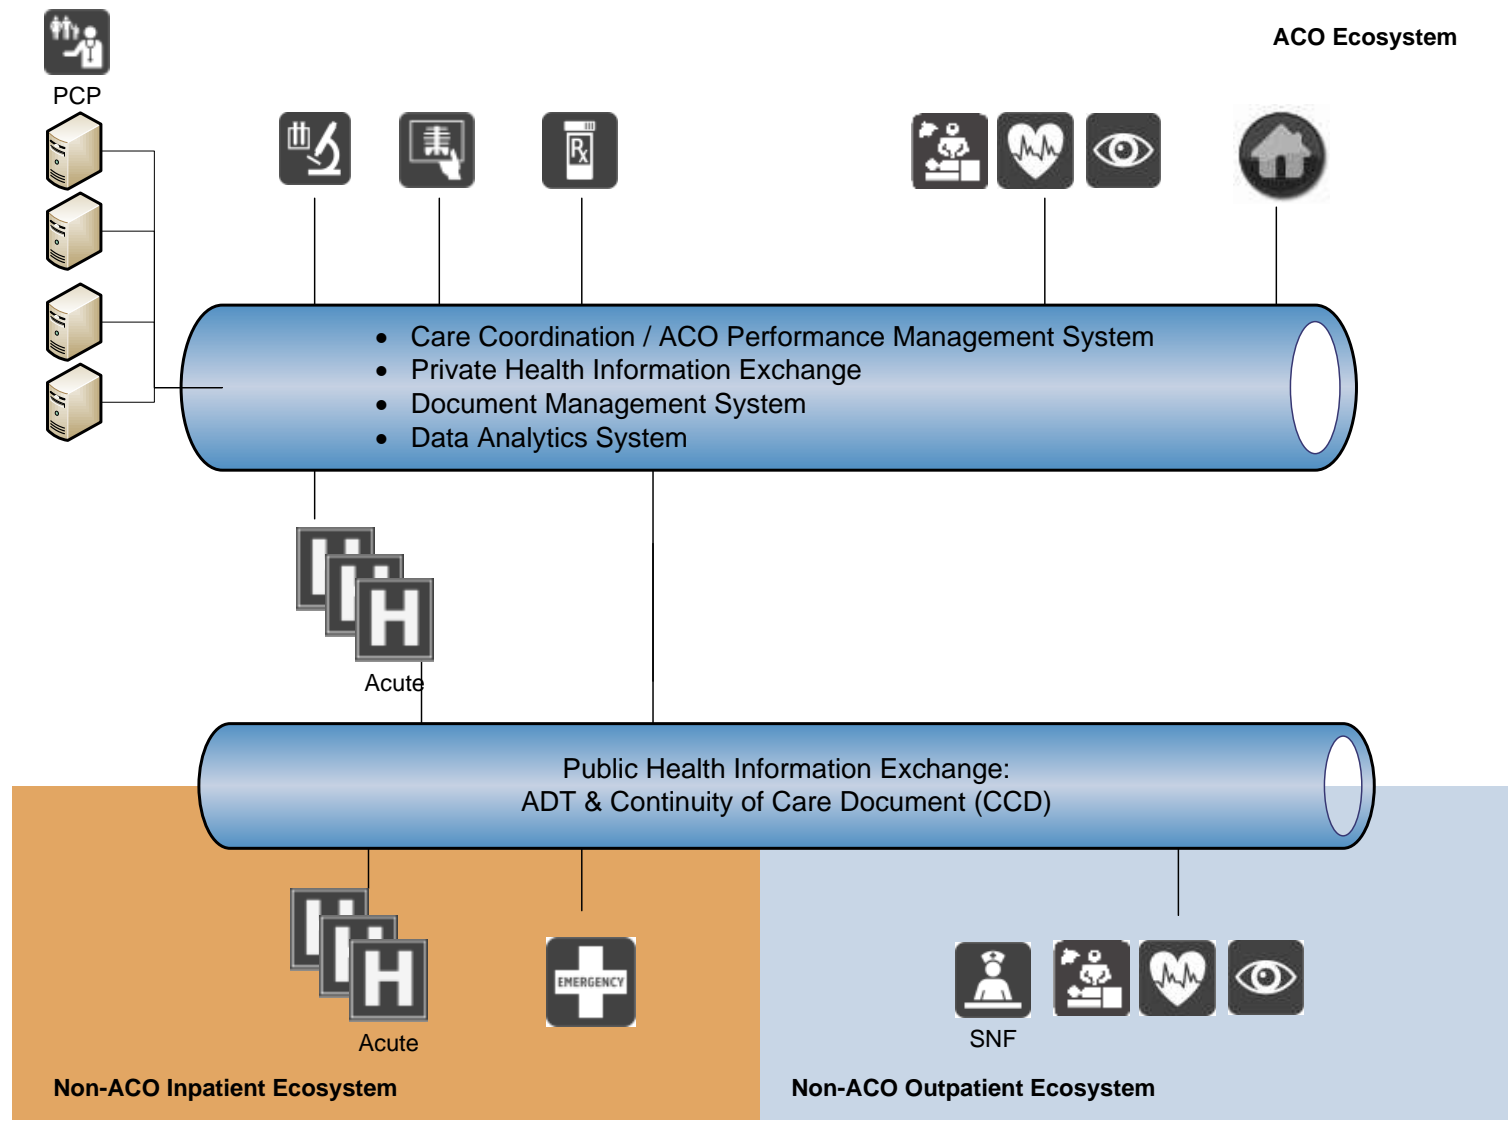 ACO Ecosystem
PCP
Rx
• Care Coordination / ACO Performance Management System
• Private Health Information Exchange
• Document Management System
• Data Analytics System
H
Acute
Public Health Information Exchange:
ADT & Continuity of Care Document (CCD)
H
EMERGENCY
Acute
SNF
Non-ACO Inpatient Ecosystem
Non-ACO Outpatient Ecosystem